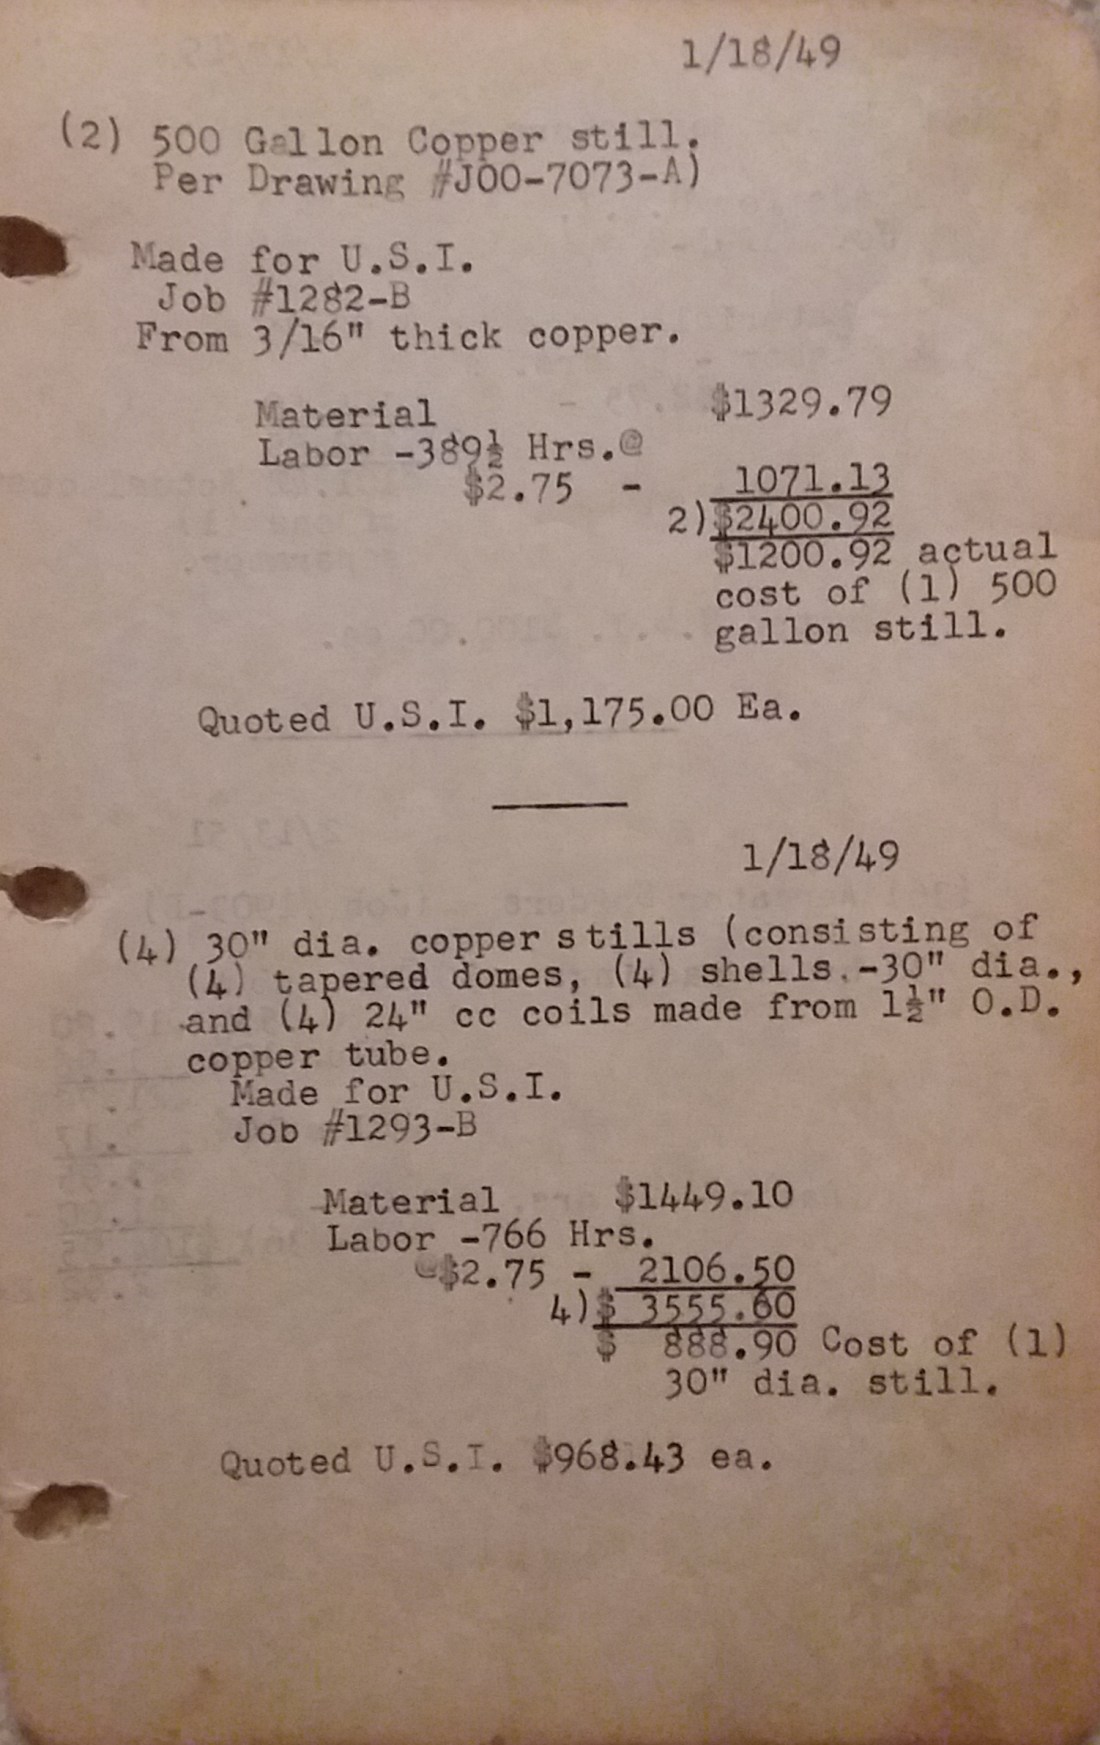 1/18/49
(2) 500 Gallon Copper still.
Per Drawing #J00-7073-A)
Made for U.S.I.
Job #1282-B
From 3/16" thick copper.
Material $1329.79
Labor -389½ Hrs.@
$2.75 - 1071.13
2)$2400.92
$1200.92 actual
cost of (1) 500
gallon still.
Quoted U.S.I. $1,175.00 Ea.
1/18/49
(4) 30" dia. copper stills (consisting of
(4) tapered domes, (4) shells.-30" dia.,
and (4) 24" cc coils made from 1½" O.D.
copper tube.
Made for U.S.I.
Job #1293-B
Material $1449.10
Labor -766 Hrs.
@$2.75 - 2106.50
4)$ 3555.60
$ 888.90 Cost of (1)
30" dia. still.
Quoted U.S.I. $968.43 ea.